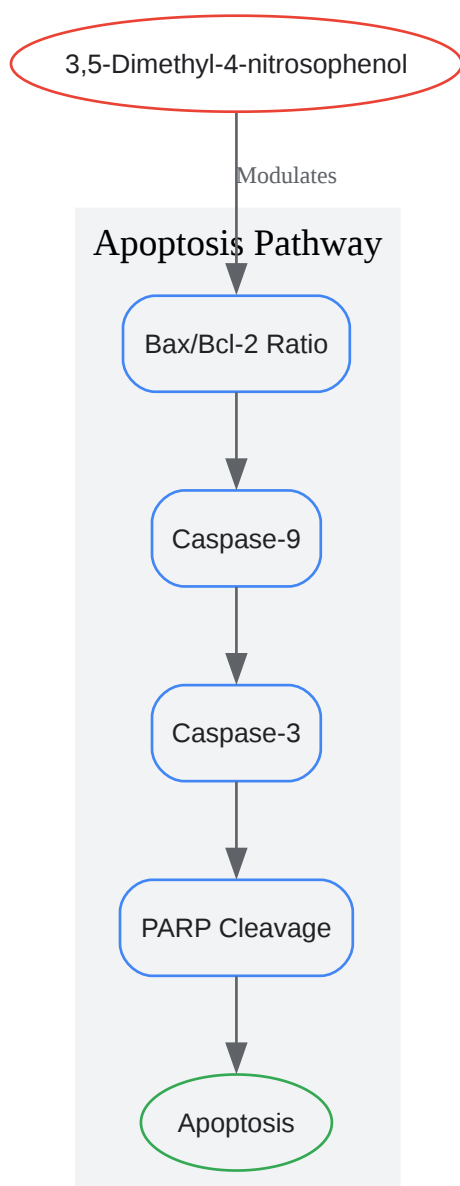 3,5-Dimethyl-4-nitrosophenol
Modulates
Apoptosis Pathway
Bax/Bcl-2 Ratio
Caspase-9
Caspase-3
PARP Cleavage
Apoptosis